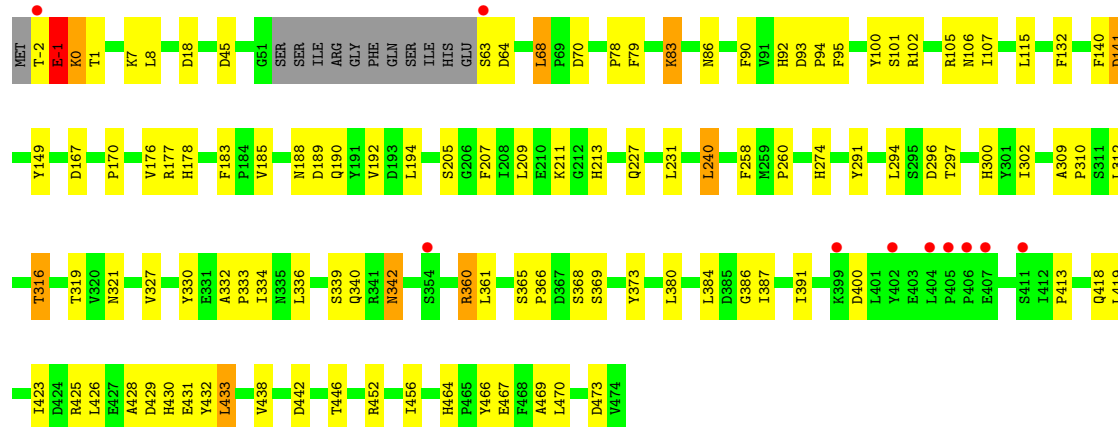 MET T-2 E-1 K0 T1 K7 L8 D18 D45 G51 SER SER ILE ARG GLY PHE GLN SER ILE HIS GLU S63 D64 L68 P69 D70 P78 F79 K83 N86 F90 V91 H92 D93 P94 F95 Y100 S101 R102 R105 N106 I107 L115 F132 F140 D141
Y149 D167 P170 V176 R177 H178 F183 P184 V185 N188 D189 Q190 Y191 V192 D193 L194 S205 G206 F207 I208 L209 E210 K211 G212 H213 Q227 L231 L240 F258 M259 P260 H274 Y291 L294 S295 D296 T297 H300 Y301 I302 A309 P310 S311 L312
T316 T319 V320 N321 V327 Y330 E331 A332 P333 I334 N335 L336 S339 Q340 R341 N342 S354 R360 L361 S365 P366 D367 S368 S369 Y373 L380 L384 D385 G386 I387 I391 K399 D400 L401 Y402 E403 L404 P405 P406 E407 S411 I412 P413 Q418 L419
I423 D424 R425 L426 E427 A428 D429 H430 E431 Y432 L433 V438 D442 T446 R452 I456 H464 P465 Y466 E467 F468 A469 L470 D473 V474